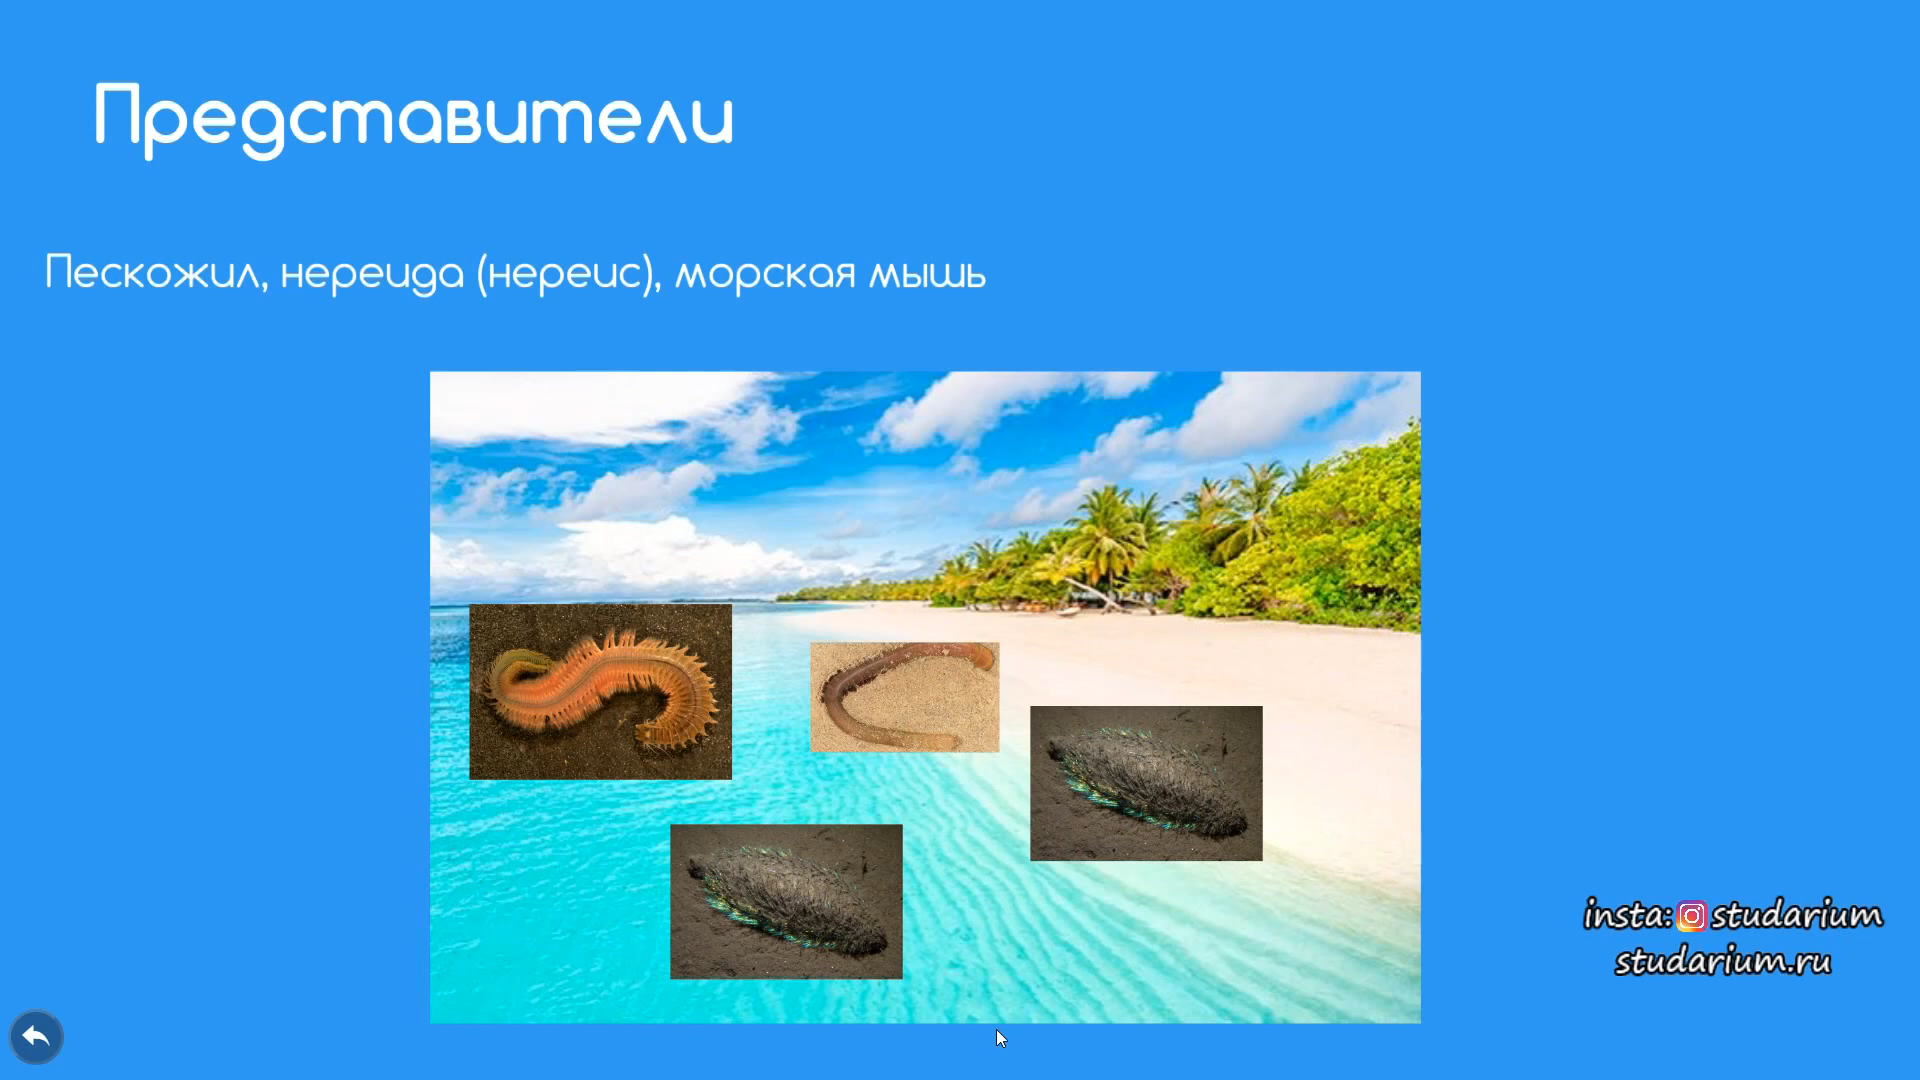 Представители
Пескожил, нереида (нереис), морская мышь
insta: studarium
studarium.ru